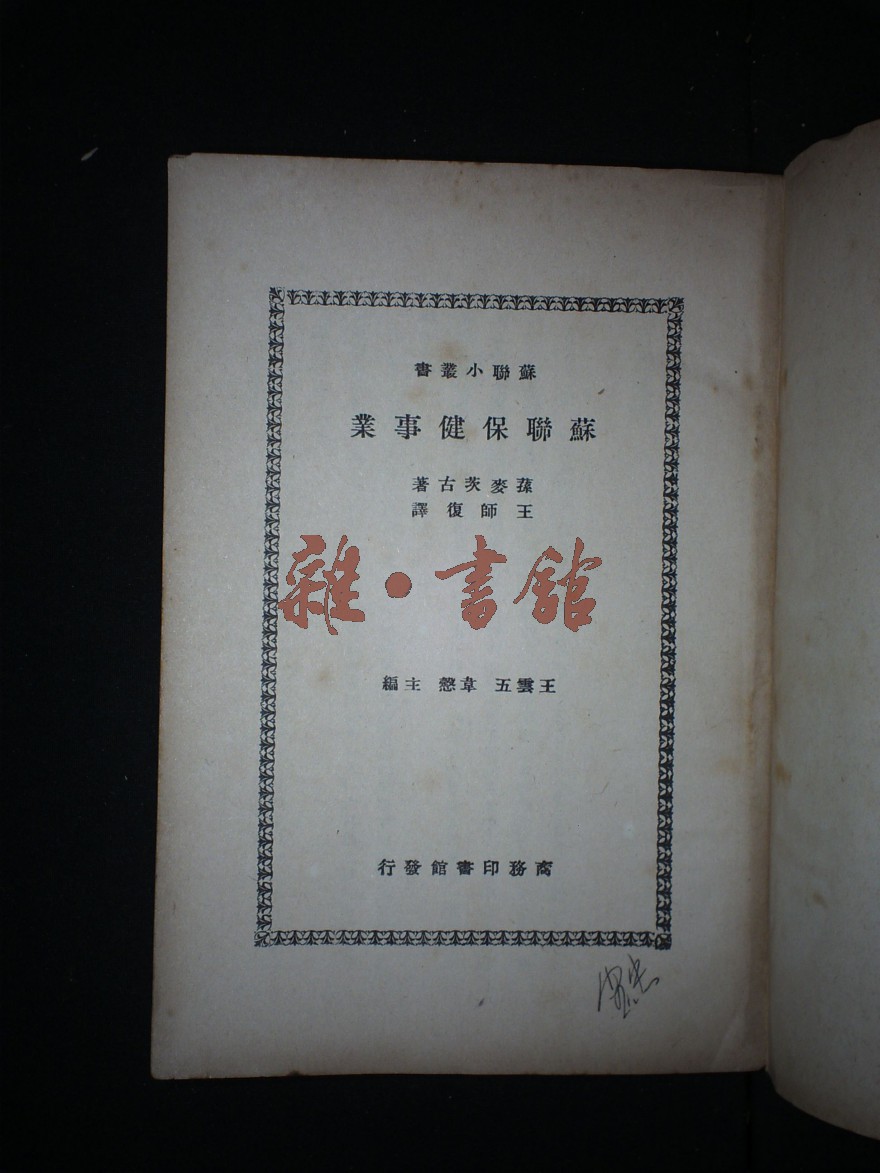 蘇聯小叢書
蘇聯保健事業
蓀麥茨古著
王師復譯
雜·書館
王雲五 韋慤 主編
商務印書館發行